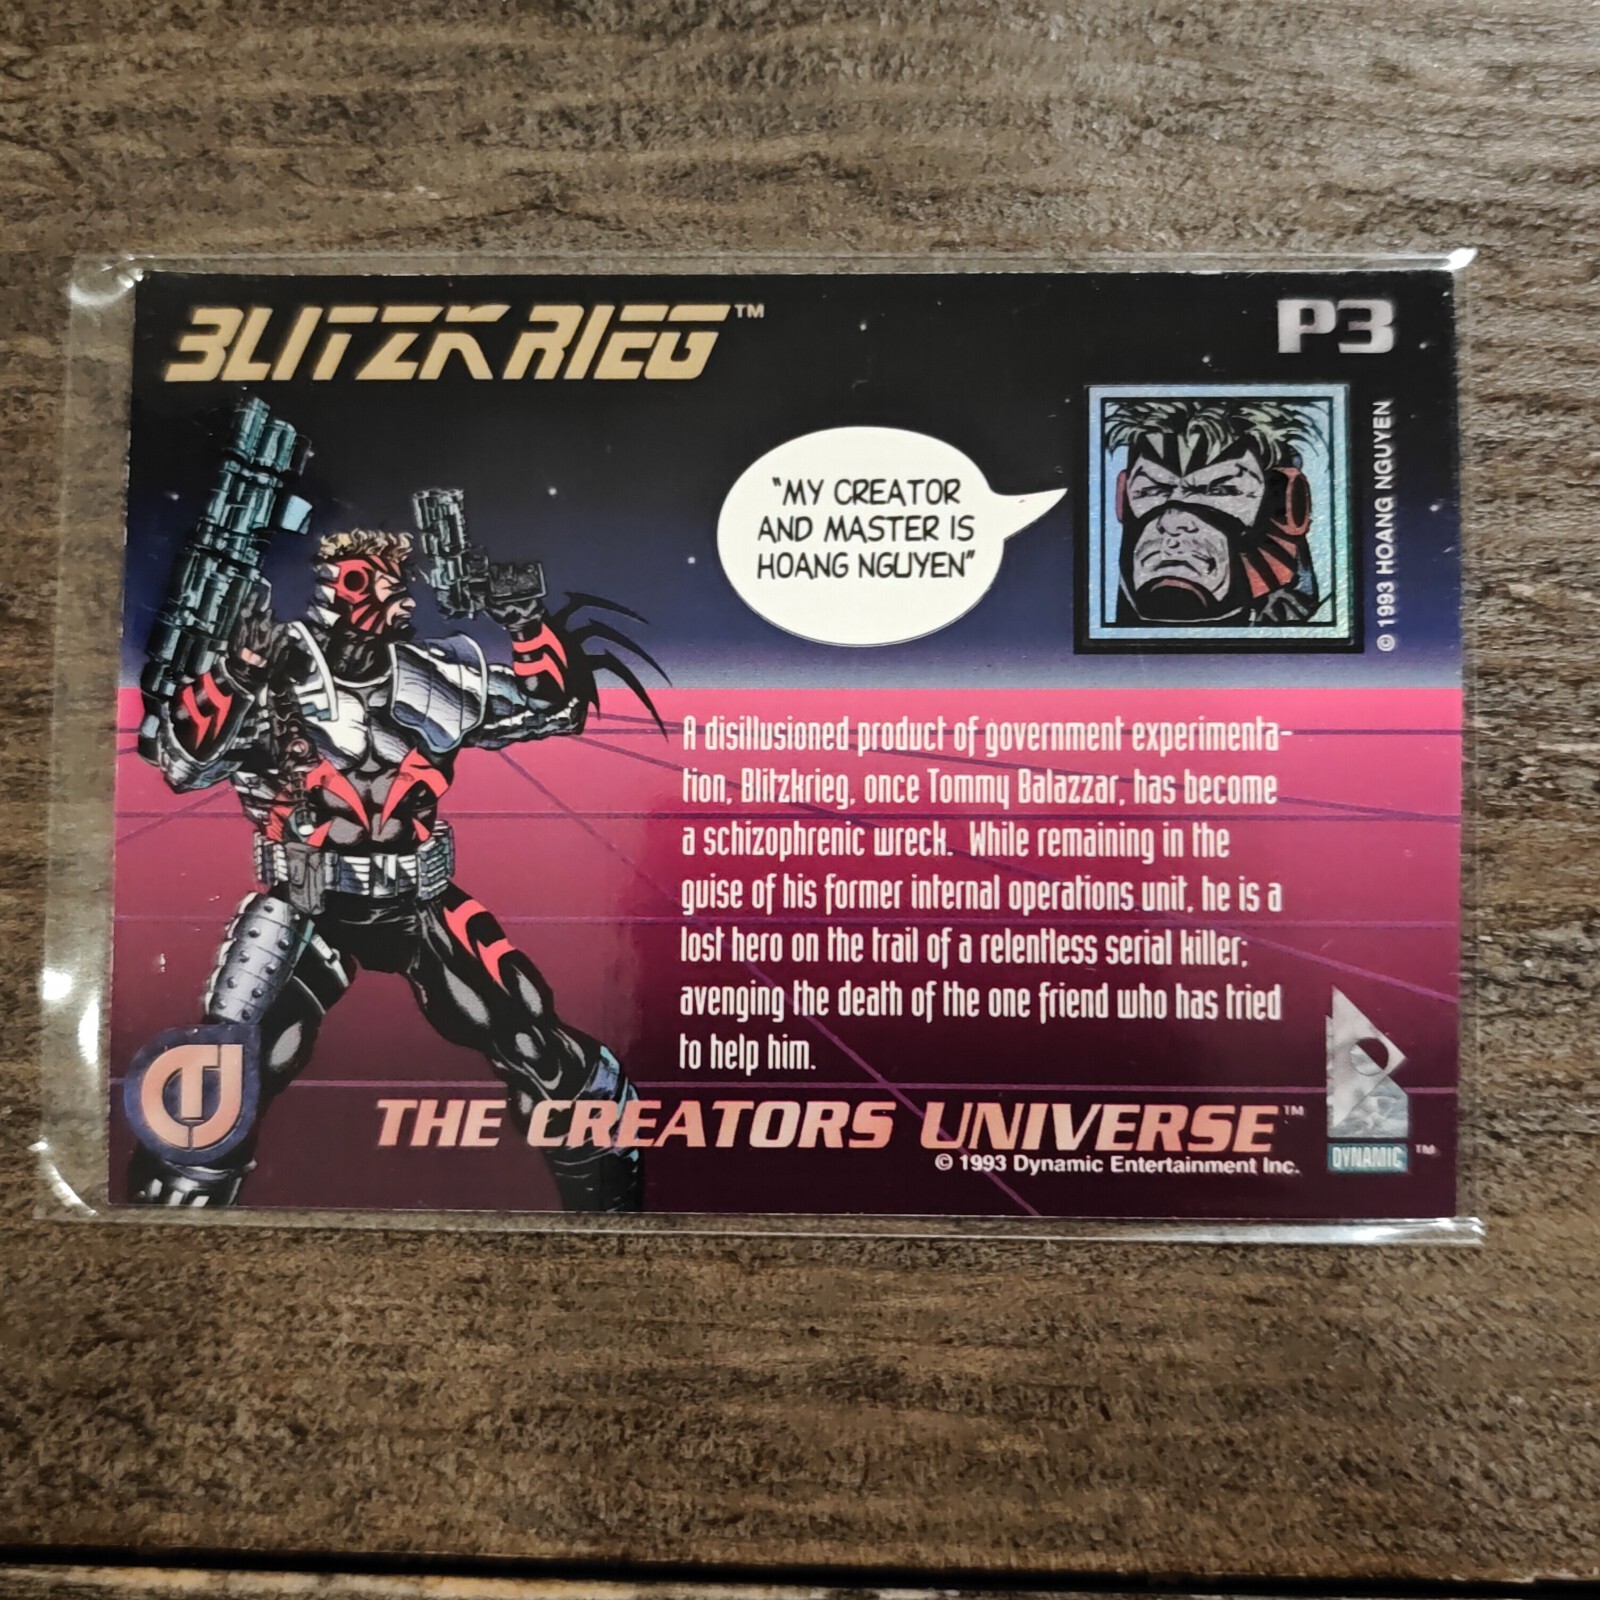 BLITZKRIEG™
P3
"MY CREATOR
AND MASTER IS
HOANG NGUYEN"
© 1993 HOANG NGUYEN
A disillusioned product of government experimenta-
tion, Blitzkrieg, once Tommy Balazzar, has become
a schizophrenic wreck. While remaining in the
guise of his former internal operations unit, he is a
lost hero on the trail of a relentless serial killer;
avenging the death of the one friend who has tried
to help him.
THE CREATORS UNIVERSE™
© 1993 Dynamic Entertainment Inc.
DYNAMIC™